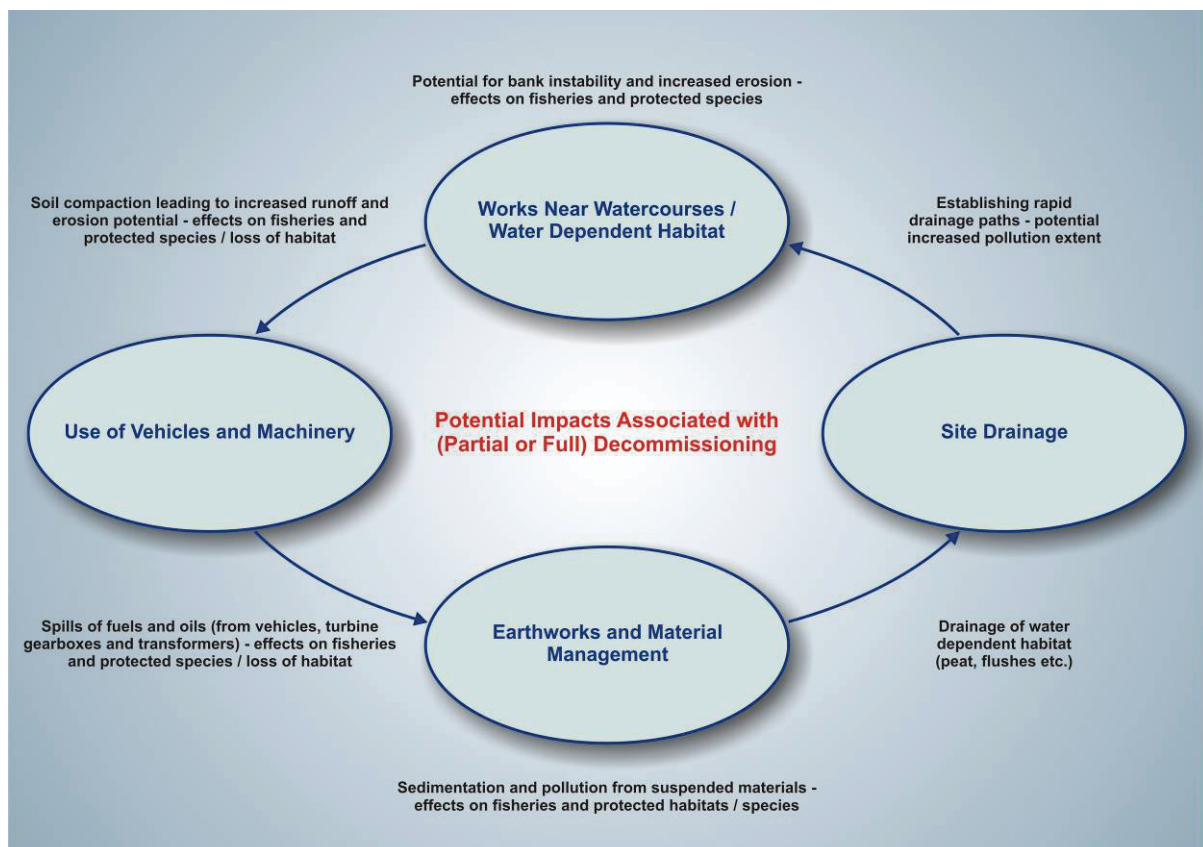 Potential for bank instability and increased erosion -
effects on fisheries and protected species
Soil compaction leading to increased runoff and
erosion potential - effects on fisheries and
protected species / loss of habitat
Works Near Watercourses /
Water Dependent Habitat
Establishing rapid
drainage paths - potential
increased pollution extent
Use of Vehicles and Machinery
Potential Impacts Associated with
(Partial or Full) Decommissioning
Site Drainage
Spills of fuels and oils (from vehicles, turbine
gearboxes and transformers) - effects on fisheries
and protected species / loss of habitat
Earthworks and Material
Management
Drainage of water
dependent habitat
(peat, flushes etc.)
Sedimentation and pollution from suspended materials -
effects on fisheries and protected habitats / species